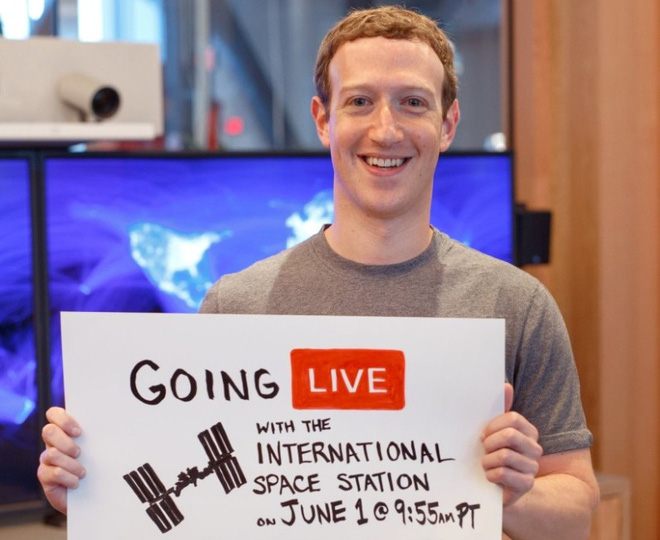 GOING LIVE
WITH THE
INTERNATIONAL
SPACE STATION
ON JUNE 1 @ 9:55AM PT